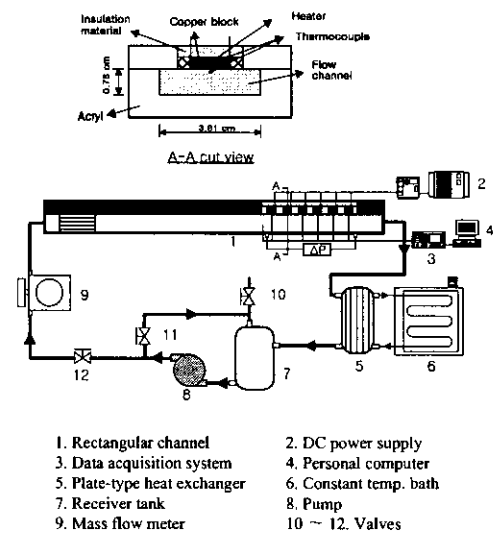 Insulation material
Copper block
Heater
Thermocouple
Flow channel
0.76 cm
Acryl
3.81 cm
A-A cut view
A
A
ΔP
1
2
3
4
5
6
7
8
9
10
11
12
1. Rectangular channel
2. DC power supply
3. Data acquisition system
4. Personal computer
5. Plate-type heat exchanger
6. Constant temp. bath
7. Receiver tank
8. Pump
9. Mass flow meter
10 ~ 12. Valves